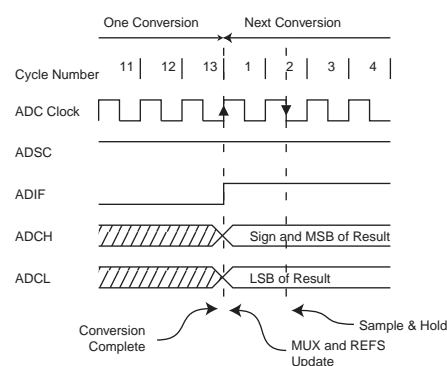 One Conversion Next Conversion
Cycle Number 11 12 13 1 2 3 4
ADC Clock
ADSC
ADIF
ADCH Sign and MSB of Result
ADCL LSB of Result
Conversion
Complete
MUX and REFS
Update
Sample & Hold